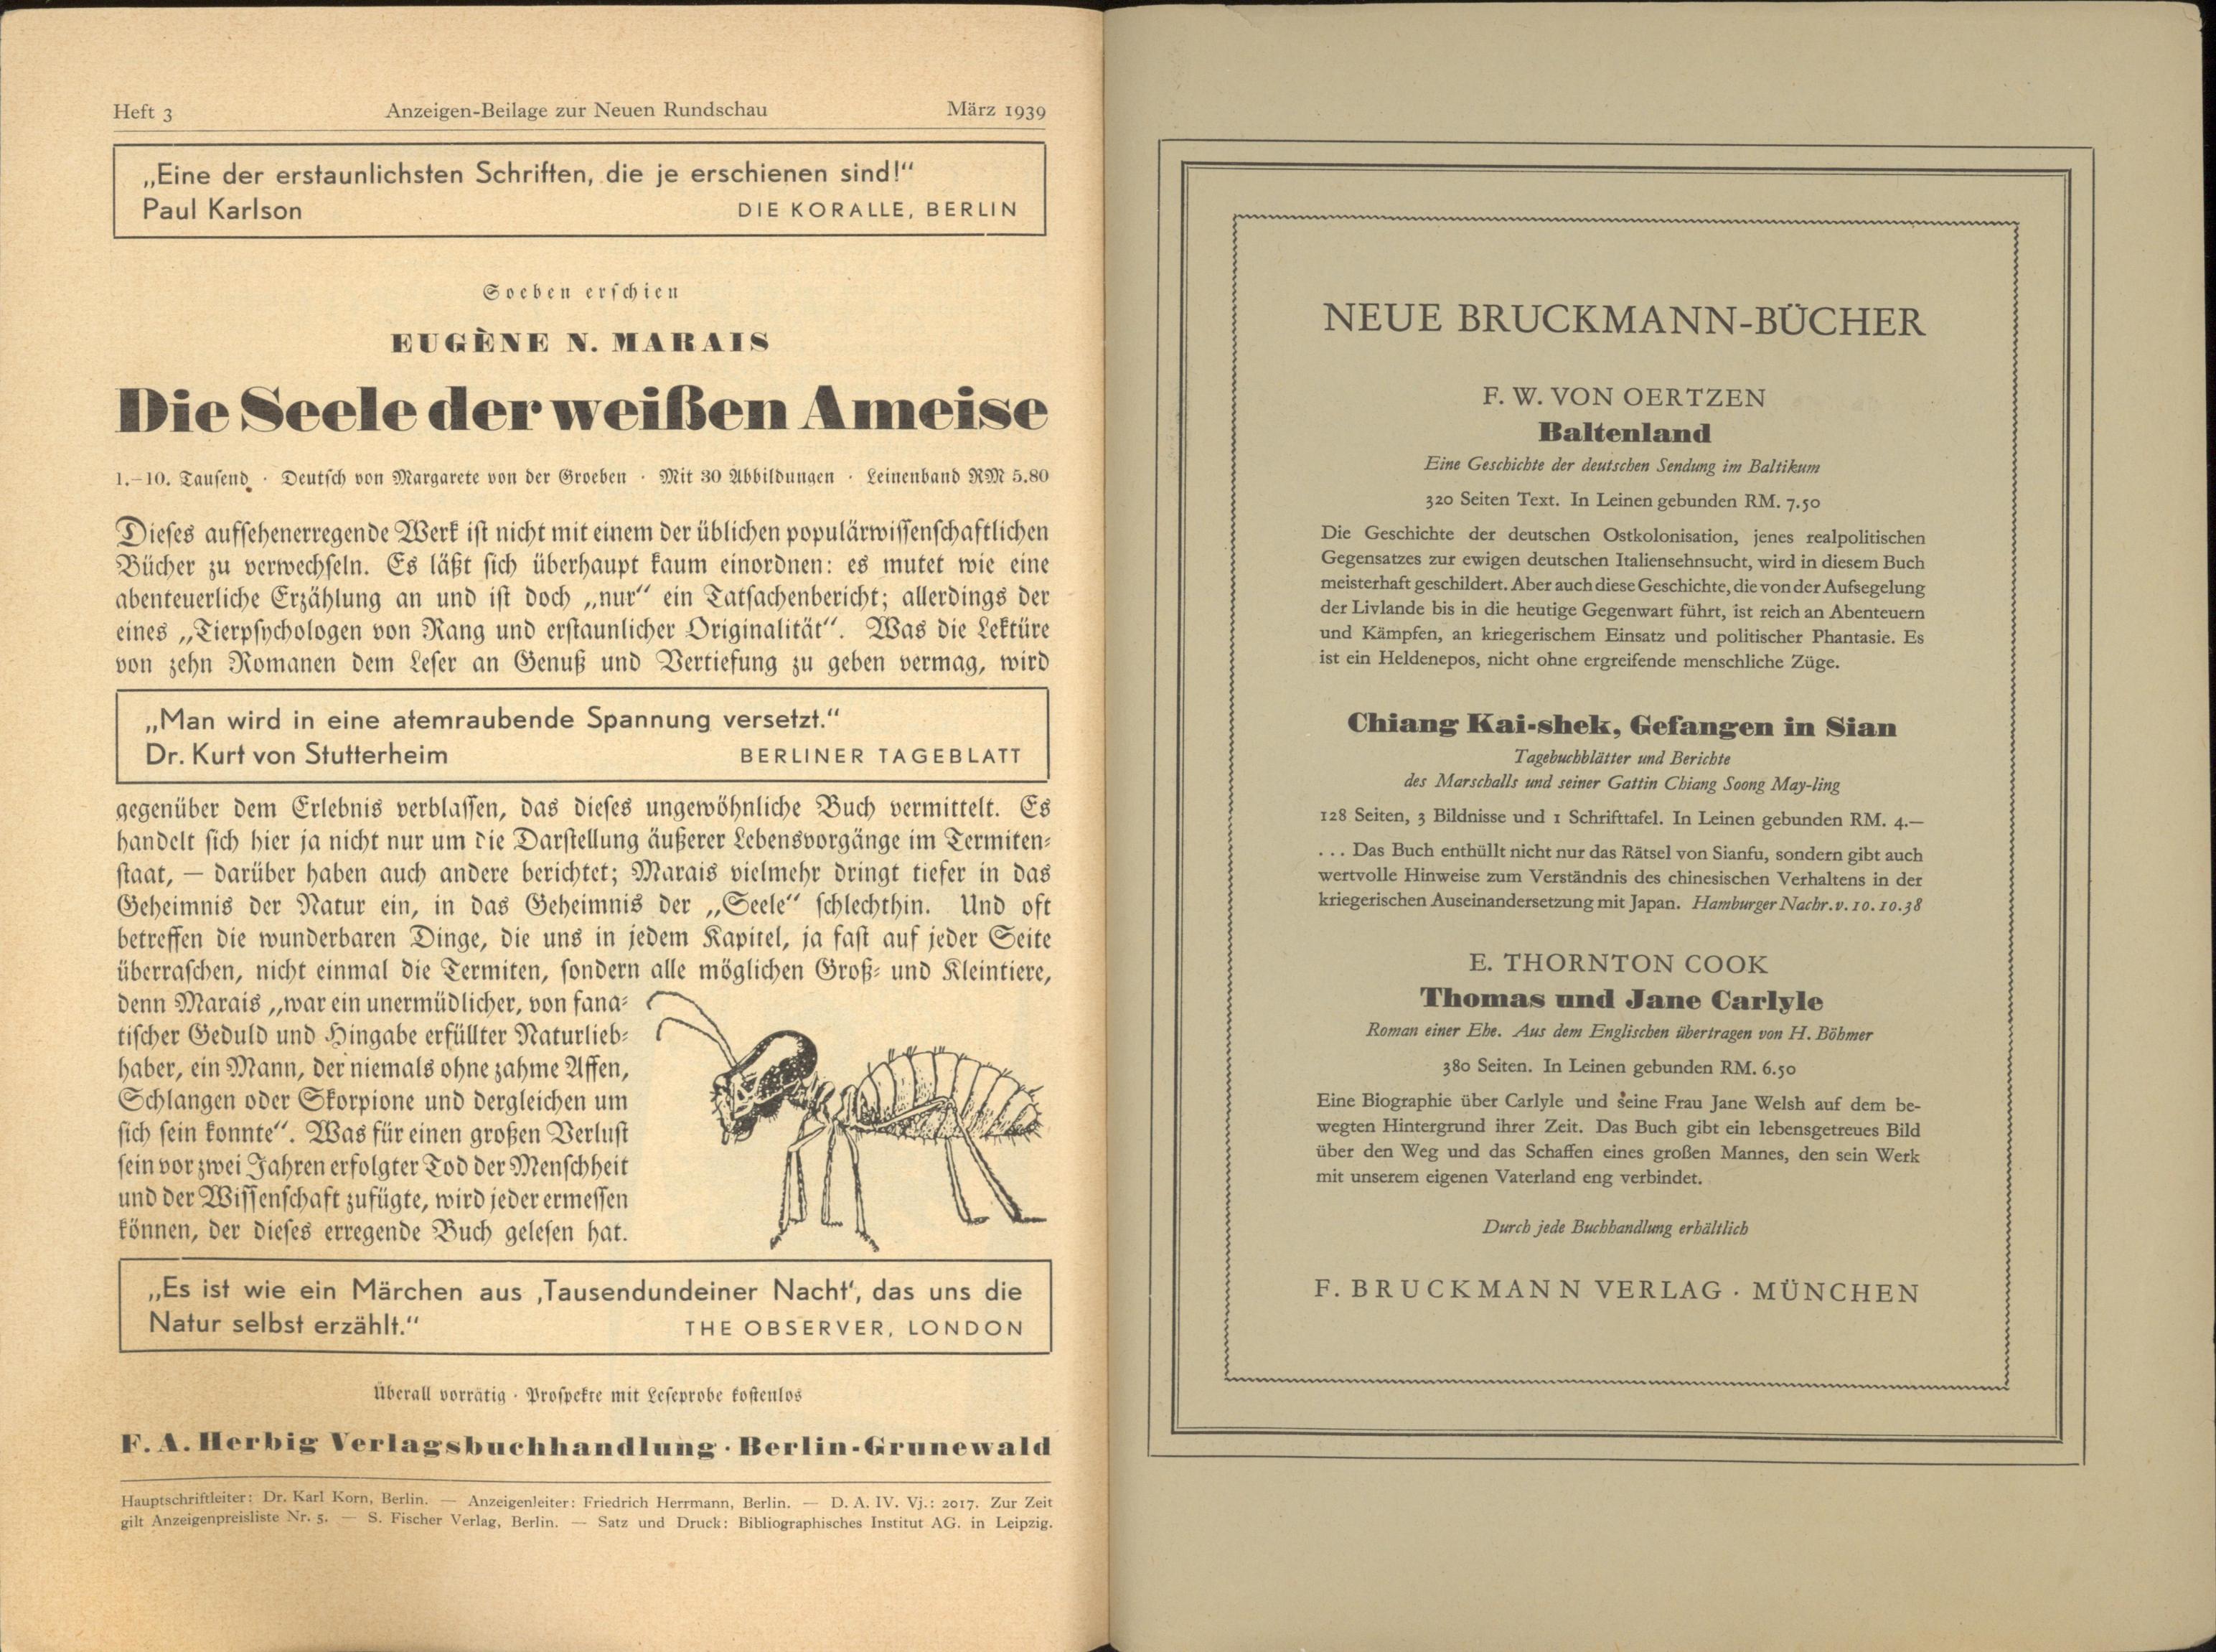 Heft 3 Anzeigen-Beilage zur Neuen Rundschau März 1939
„Eine der erstaunlichsten Schriften, die je erschienen sind!“
Paul Karlson DIE KORALLE, BERLIN
Soeben erschien
EUGÈNE N. MARAIS
Die Seele der weißen Ameise
1.–10. Tausend · Deutsch von Margarete von der Groeben · Mit 30 Abbildungen · Leinenband RM 5.80
Dieses aufsehenerregende Werk ist nicht mit einem der üblichen populärwissenschaftlichen
Bücher zu verwechseln. Es läßt sich überhaupt kaum einordnen: es mutet wie eine
abenteuerliche Erzählung an und ist doch „nur“ ein Tatsachenbericht; allerdings der
eines „Tierpsychologen von Rang und erstaunlicher Originalität“. Was die Lektüre
von zehn Romanen dem Leser an Genuß und Vertiefung zu geben vermag, wird
„Man wird in eine atemraubende Spannung versetzt.“
Dr. Kurt von Stutterheim BERLINER TAGEBLATT
gegenüber dem Erlebnis verblassen, das dieses ungewöhnliche Buch vermittelt. Es
handelt sich hier ja nicht nur um die Darstellung äußerer Lebensvorgänge im Termiten-
staat, — darüber haben auch andere berichtet; Marais vielmehr dringt tiefer in das
Geheimnis der Natur ein, in das Geheimnis der „Seele“ schlechthin. Und oft
betreffen die wunderbaren Dinge, die uns in jedem Kapitel, ja fast auf jeder Seite
überraschen, nicht einmal die Termiten, sondern alle möglichen Groß- und Kleintiere,
denn Marais „war ein unermüdlicher, von fana-
tischer Geduld und Hingabe erfüllter Naturlieb-
haber, ein Mann, der niemals ohne zahme Affen,
Schlangen oder Skorpione und dergleichen um
sich sein konnte“. Was für einen großen Verlust
sein vor zwei Jahren erfolgter Tod der Menschheit
und der Wissenschaft zufügte, wird jeder ermessen
können, der dieses erregende Buch gelesen hat.
„Es ist wie ein Märchen aus ‚Tausendundeiner Nacht‘, das uns die
Natur selbst erzählt.“ THE OBSERVER, LONDON
Überall vorrätig · Prospekte mit Leseprobe kostenlos
F. A. Herbig Verlagsbuchhandlung · Berlin-Grunewald
Hauptschriftleiter: Dr. Karl Korn, Berlin. — Anzeigenleiter: Friedrich Herrmann, Berlin. — D. A. IV. Vj.: 2017. Zur Zeit
gilt Anzeigenpreisliste Nr. 5. — S. Fischer Verlag, Berlin. — Satz und Druck: Bibliographisches Institut AG. in Leipzig.
NEUE BRUCKMANN-BÜCHER
F. W. VON OERTZEN
Baltenland
Eine Geschichte der deutschen Sendung im Baltikum
320 Seiten Text. In Leinen gebunden RM. 7.50
Die Geschichte der deutschen Ostkolonisation, jenes realpolitischen
Gegensatzes zur ewigen deutschen Italiensehnsucht, wird in diesem Buch
meisterhaft geschildert. Aber auch diese Geschichte, die von der Aufsegelung
der Livlande bis in die heutige Gegenwart führt, ist reich an Abenteuern
und Kämpfen, an kriegerischem Einsatz und politischer Phantasie. Es
ist ein Heldenepos, nicht ohne ergreifende menschliche Züge.
Chiang Kai-shek, Gefangen in Sian
Tagebuchblätter und Berichte
des Marschalls und seiner Gattin Chiang Soong May-ling
128 Seiten, 3 Bildnisse und 1 Schrifttafel. In Leinen gebunden RM. 4.—
... Das Buch enthüllt nicht nur das Rätsel von Sianfu, sondern gibt auch
wertvolle Hinweise zum Verständnis des chinesischen Verhaltens in der
kriegerischen Auseinandersetzung mit Japan. Hamburger Nachr. v. 10. 10. 38
E. THORNTON COOK
Thomas und Jane Carlyle
Roman einer Ehe. Aus dem Englischen übertragen von H. Böhmer
380 Seiten. In Leinen gebunden RM. 6.50
Eine Biographie über Carlyle und seine Frau Jane Welsh auf dem be-
wegten Hintergrund ihrer Zeit. Das Buch gibt ein lebensgetreues Bild
über den Weg und das Schaffen eines großen Mannes, den sein Werk
mit unserem eigenen Vaterland eng verbindet.
Durch jede Buchhandlung erhältlich
F. BRUCKMANN VERLAG · MÜNCHEN